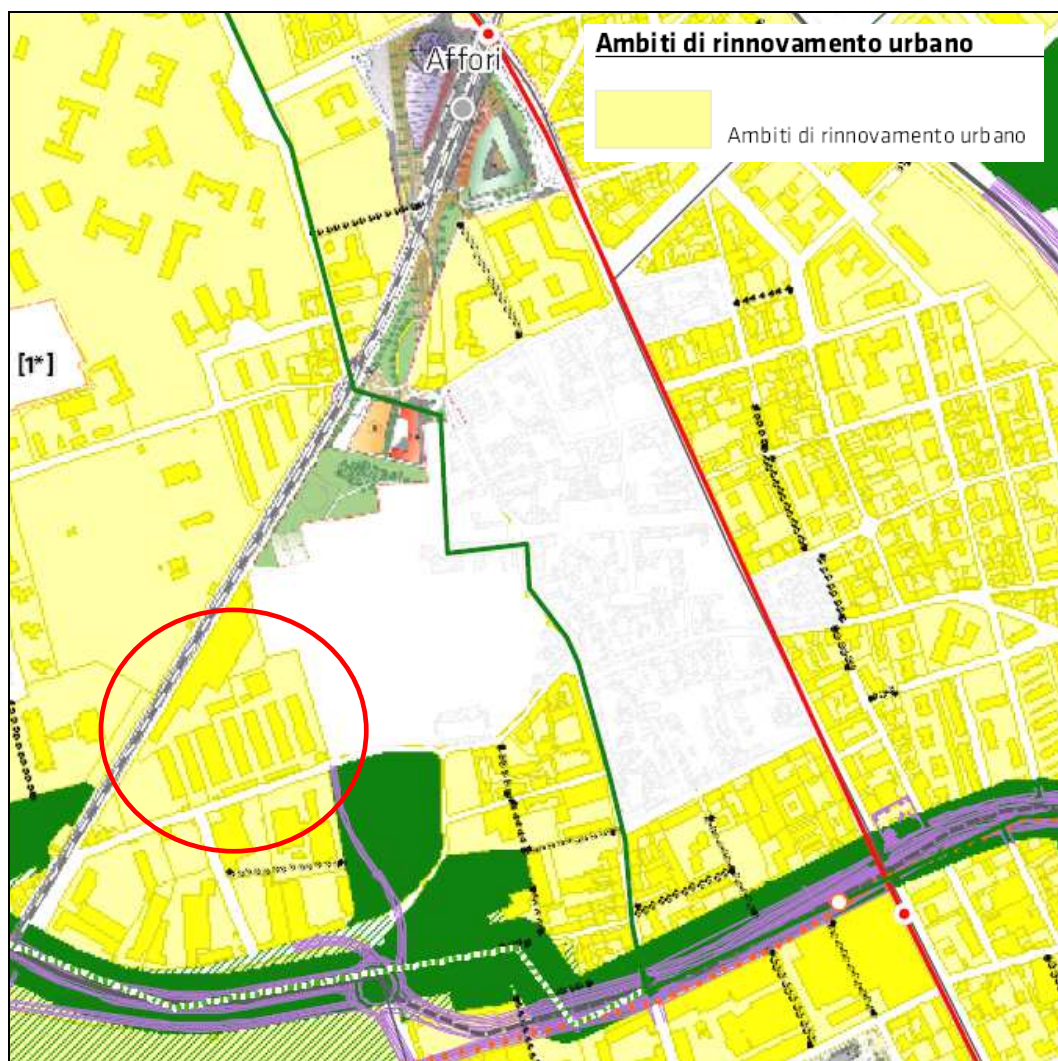 Ambiti di rinnovamento urbano
Affori
Ambiti di rinnovamento urbano
[1*]